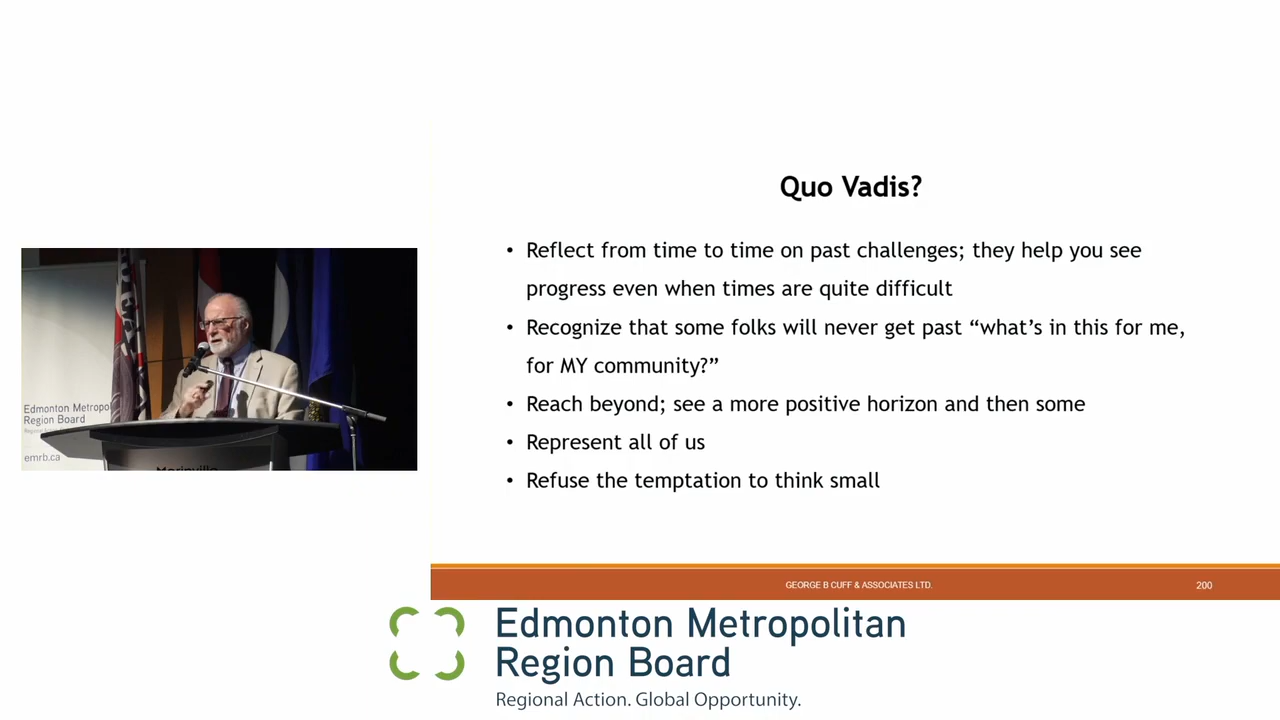 Quo Vadis?
• Reflect from time to time on past challenges; they help you see
progress even when times are quite difficult
• Recognize that some folks will never get past “what’s in this for me,
for MY community?”
• Reach beyond; see a more positive horizon and then some
• Represent all of us
• Refuse the temptation to think small
Edmonton Metropol
Region Board
emrb.ca
Morinville
GEORGE B CUFF & ASSOCIATES LTD.
200
Edmonton Metropolitan
Region Board
Regional Action. Global Opportunity.